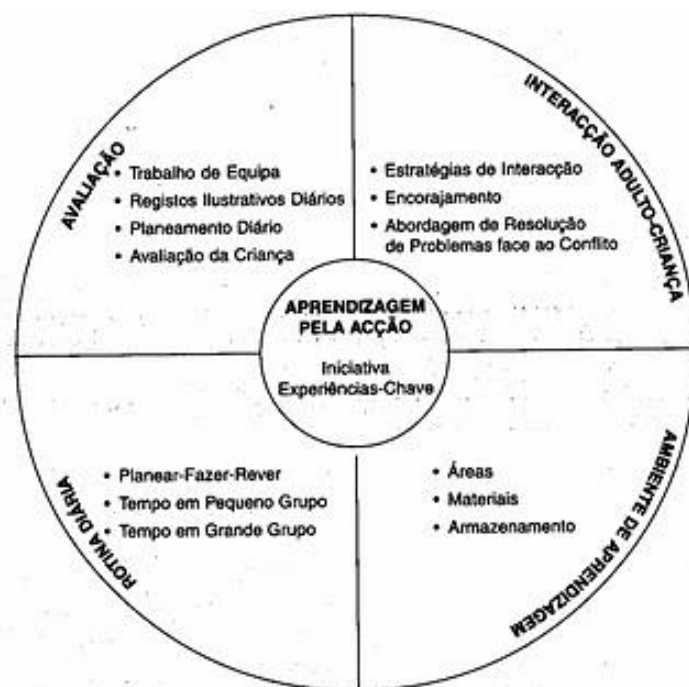 AVALIAÇÃO
• Trabalho de Equipa
• Registos Ilustrativos Diários
• Planeamento Diário
• Avaliação da Criança
INTERACÇÃO ADULTO-CRIANÇA
• Estratégias de Interacção
• Encorajamento
• Abordagem de Resolução
de Problemas face ao Conflito
APRENDIZAGEM
PELA ACÇÃO
Iniciativa
Experiências-Chave
ROTINA DIÁRIA
• Planear-Fazer-Rever
• Tempo em Pequeno Grupo
• Tempo em Grande Grupo
AMBIENTE DE APRENDIZAGEM
• Áreas
• Materiais
• Armazenamento